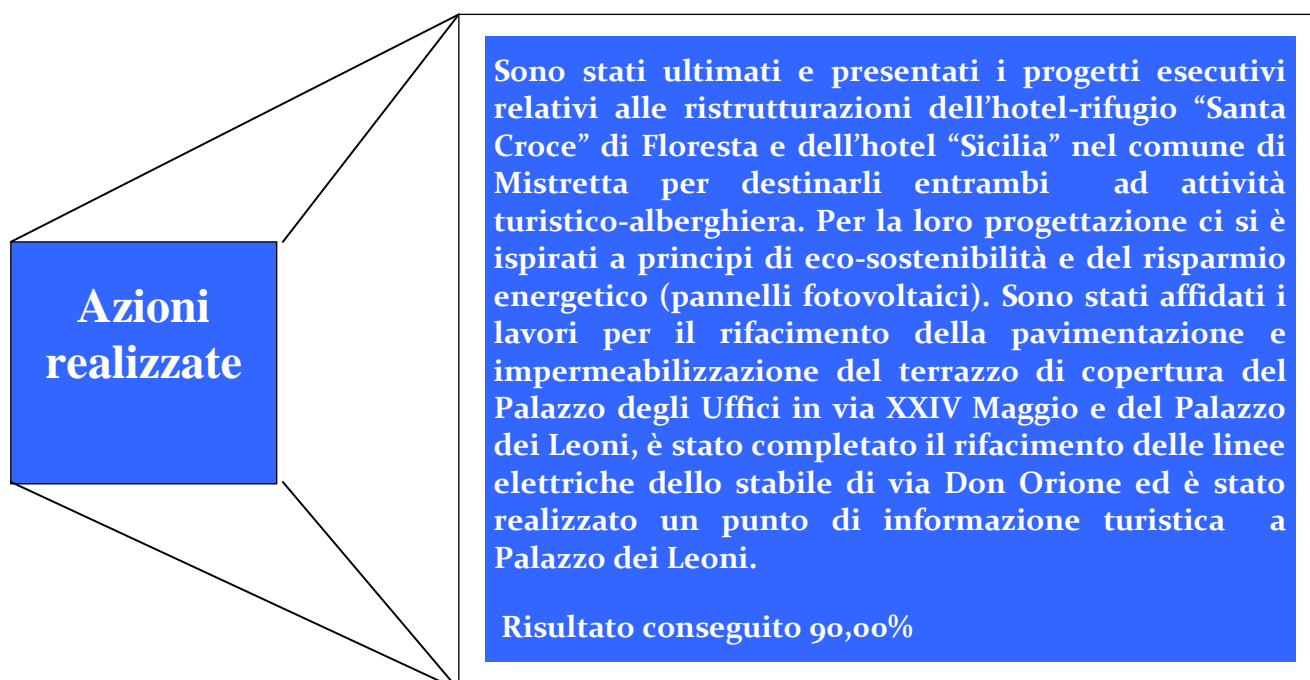 Azioni
realizzate
Sono stati ultimati e presentati i progetti esecutivi
relativi alle ristrutturazioni dell’hotel-rifugio “Santa
Croce” di Floresta e dell’hotel “Sicilia” nel comune di
Mistretta per destinarli entrambi ad attività
turistico-alberghiera. Per la loro progettazione ci si è
ispirati a principi di eco-sostenibilità e del risparmio
energetico (pannelli fotovoltaici). Sono stati affidati i
lavori per il rifacimento della pavimentazione e
impermeabilizzazione del terrazzo di copertura del
Palazzo degli Uffici in via XXIV Maggio e del Palazzo
dei Leoni, è stato completato il rifacimento delle linee
elettriche dello stabile di via Don Orione ed è stato
realizzato un punto di informazione turistica a
Palazzo dei Leoni.
Risultato conseguito 90,00%